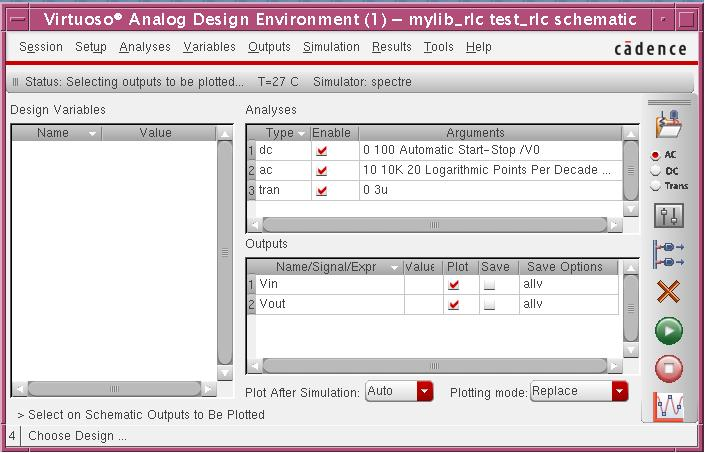 Virtuoso® Analog Design Environment (1) – mylib_rlc test_rlc schematic
Session Setup Analyses Variables Outputs Simulation Results Tools Help cādence
Status: Selecting outputs to be plotted... T=27 C Simulator: spectre
Design Variables
Name Value
Analyses
Type Enable Arguments
1 dc 0 100 Automatic Start-Stop /V0
2 ac 10 10K 20 Logarithmic Points Per Decade ...
3 tran 0 3u
Outputs
Name/Signal/Expr Value Plot Save Save Options
1 Vin allv
2 Vout allv
Plot After Simulation: Auto Plotting mode: Replace
AC
DC
Trans
> Select on Schematic Outputs to Be Plotted
4 Choose Design ...